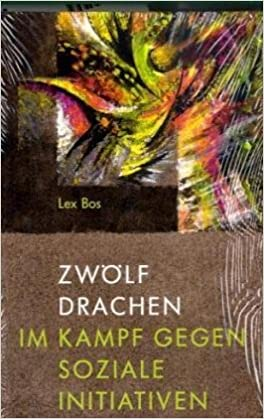 Lex Bos
ZWÖLF
DRACHEN
IM KAMPF GEGEN
SOZIALE
INITIATIVEN